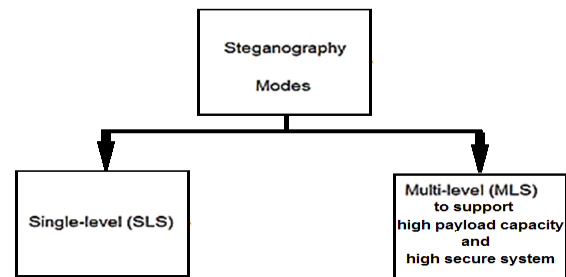 Steganography
Modes
Single-level (SLS)
Multi-level (MLS)
to support
high payload capacity
and
high secure system